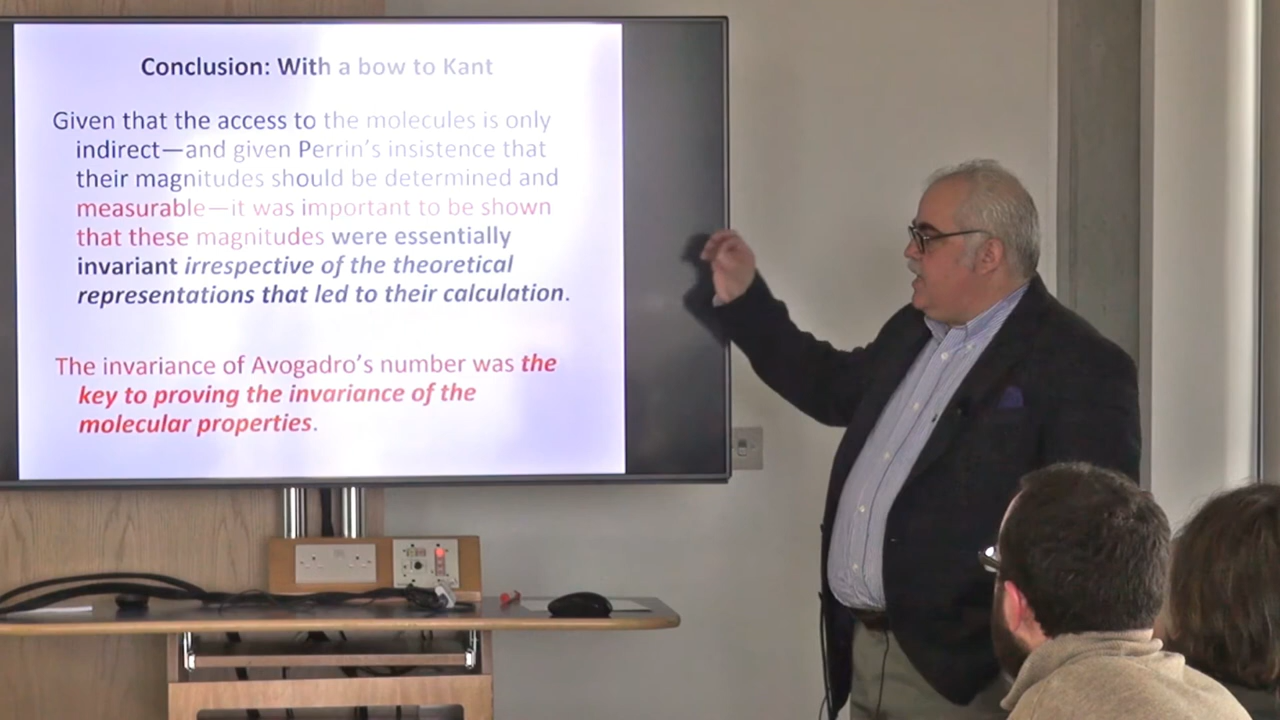 Conclusion: With a bow to Kant
Given that the access to the molecules is only
indirect—and given Perrin's insistence that
their magnitudes should be determined and
measurable—it was important to be shown
that these magnitudes were essentially
invariant irrespective of the theoretical
representations that led to their calculation.
The invariance of Avogadro's number was the
key to proving the invariance of the
molecular properties.